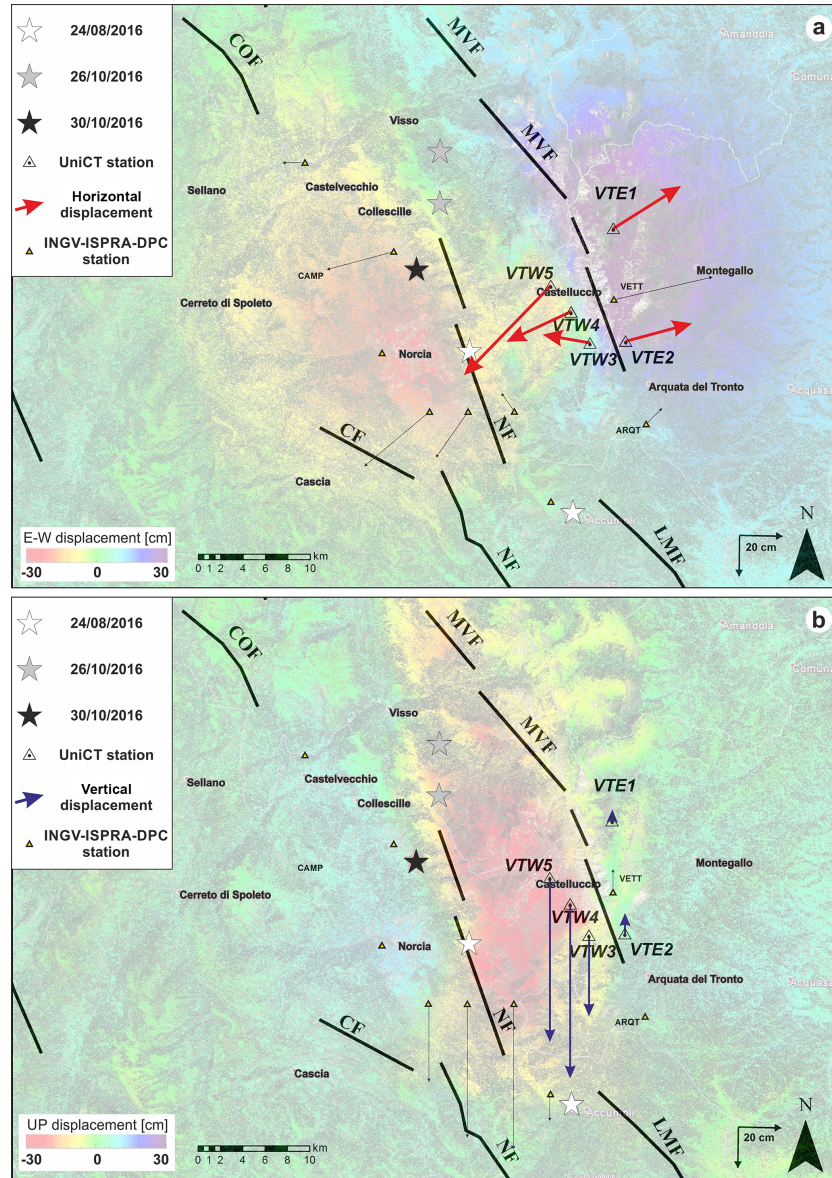 24/08/2016
26/10/2016
30/10/2016
UniCT station
Horizontal
displacement
INGV-ISPRA-DPC
station
a
COF
MVF
Amandola
Comuna
Visso
MVF
Sellano
Castelvecchio
Collescille
VTE1
CAMP
VTW5
VETT
Montegallo
Castelluccio
Cerreto di Spoleto
VTW4
Norcia
VTW3
VTE2
Arquata del Tronto
Acquasa
NF
CF
ARQT
Cascia
LMF
NF
N
E-W displacement [cm]
-30 0 30
0 2 4 6 8 10 km
20 cm
24/08/2016
26/10/2016
30/10/2016
UniCT station
Vertical
displacement
INGV-ISPRA-DPC
station
b
COF
MVF
Amandola
Comuna
Visso
MVF
Sellano
Castelvecchio
Collescille
VTE1
CAMP
VTW5
VETT
Montegallo
Castelluccio
Cerreto di Spoleto
VTW4
Norcia
VTW3
VTE2
Arquata del Tronto
Acquasa
NF
CF
ARQT
Cascia
LMF
NF
N
UP displacement [cm]
-30 0 30
0 1 2 4 6 8 10 km
20 cm